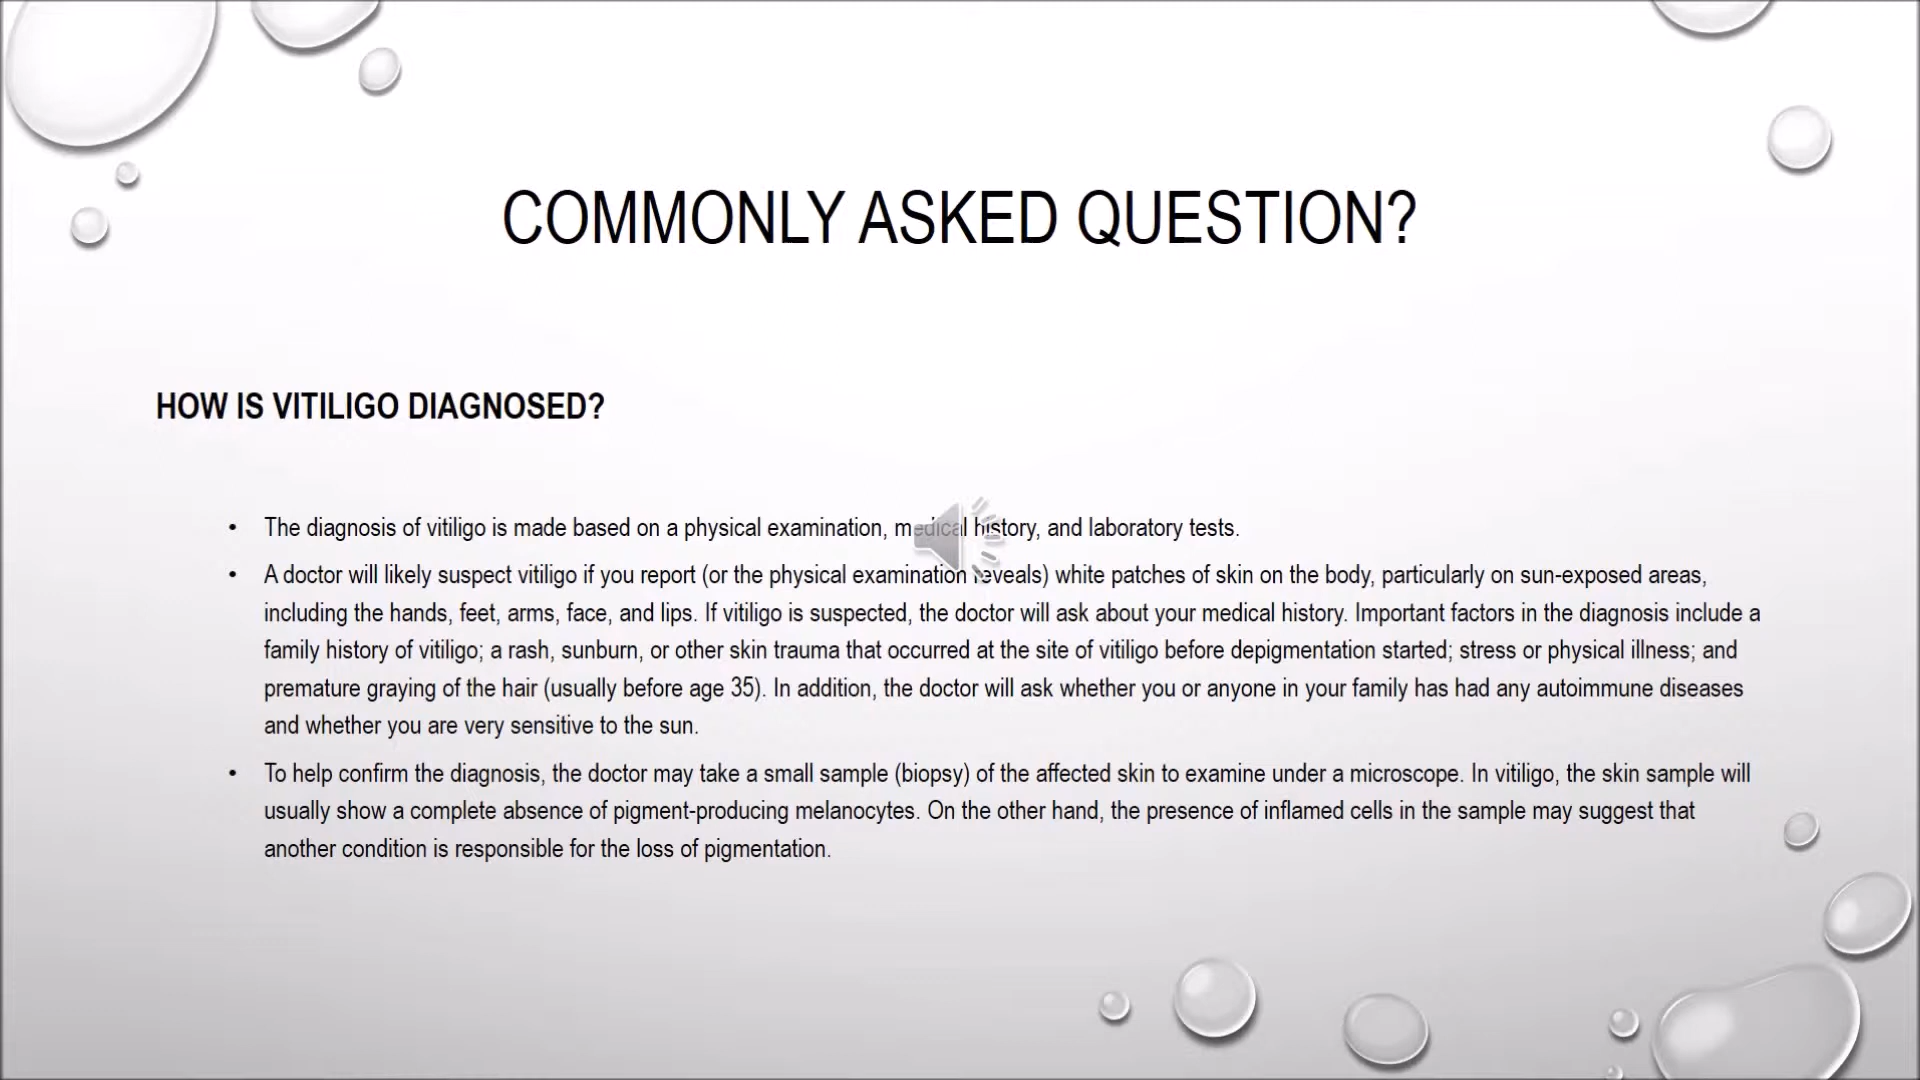 COMMONLY ASKED QUESTION?
HOW IS VITILIGO DIAGNOSED?
• The diagnosis of vitiligo is made based on a physical examination, medical history, and laboratory tests.
• A doctor will likely suspect vitiligo if you report (or the physical examination reveals) white patches of skin on the body, particularly on sun-exposed areas,
including the hands, feet, arms, face, and lips. If vitiligo is suspected, the doctor will ask about your medical history. Important factors in the diagnosis include a
family history of vitiligo; a rash, sunburn, or other skin trauma that occurred at the site of vitiligo before depigmentation started; stress or physical illness; and
premature graying of the hair (usually before age 35). In addition, the doctor will ask whether you or anyone in your family has had any autoimmune diseases
and whether you are very sensitive to the sun.
• To help confirm the diagnosis, the doctor may take a small sample (biopsy) of the affected skin to examine under a microscope. In vitiligo, the skin sample will
usually show a complete absence of pigment-producing melanocytes. On the other hand, the presence of inflamed cells in the sample may suggest that
another condition is responsible for the loss of pigmentation.